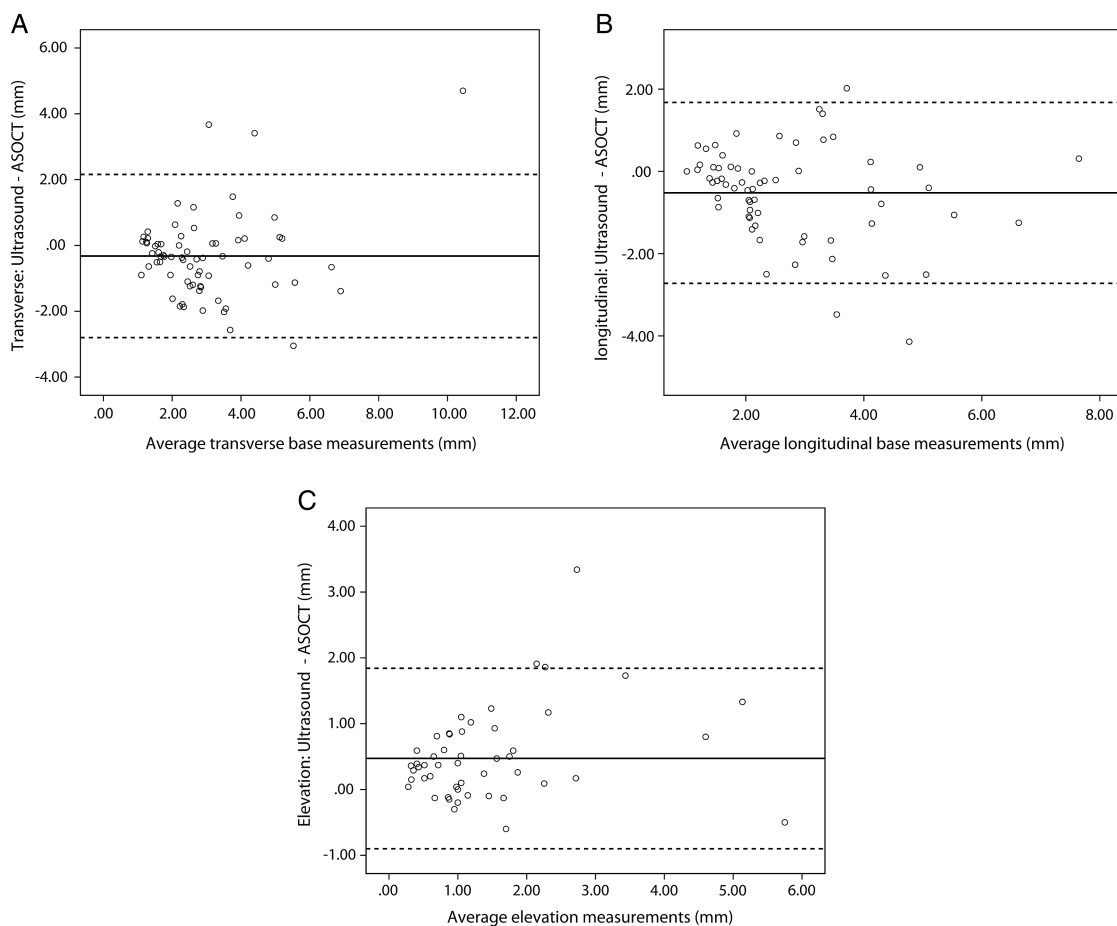 A
Transverse: Ultrasound - ASOCT (mm)
6.00
4.00
2.00
.00
-2.00
-4.00
.00 2.00 4.00 6.00 8.00 10.00 12.00
Average transverse base measurements (mm)
B
longitudinal: Ultrasound - ASOCT (mm)
2.00
.00
-2.00
-4.00
2.00 4.00 6.00 8.00
Average longitudinal base measurements (mm)
C
Elevation: Ultrasound - ASOCT (mm)
4.00
3.00
2.00
1.00
.00
-1.00
.00 1.00 2.00 3.00 4.00 5.00 6.00
Average elevation measurements (mm)